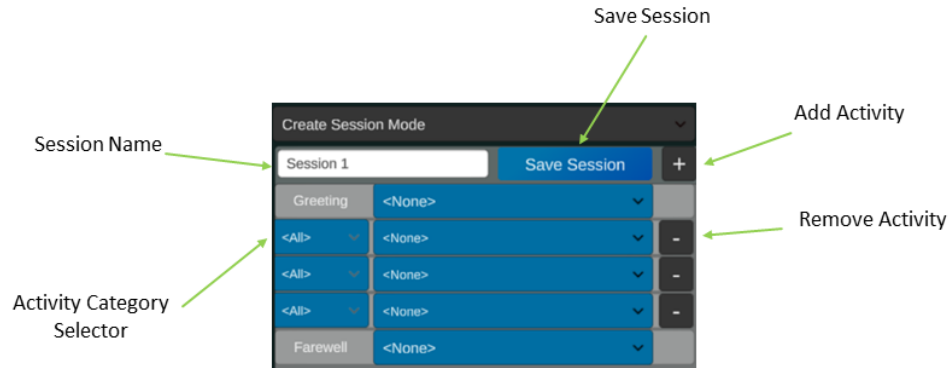 Save Session
Create Session Mode
Add Activity
Session Name
Session 1
Save Session
+
Greeting
<None>
Remove Activity
<All>
<None>
-
<All>
<None>
-
Activity Category
Selector
<All>
<None>
-
Farewell
<None>